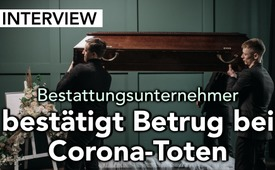 INTERVIEW
Bestattungsunternehmer
bestätigt Betrug bei
Corona-Toten